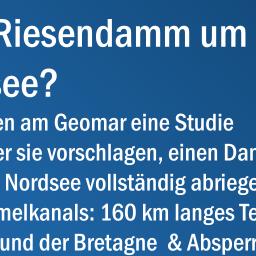 Riesendamm um
see?
en am Geomar eine Studie
er sie vorschlagen, einen Dam
Nordsee vollständig abriege
melkanals: 160 km langes Te
und der Bretagne & Absperr